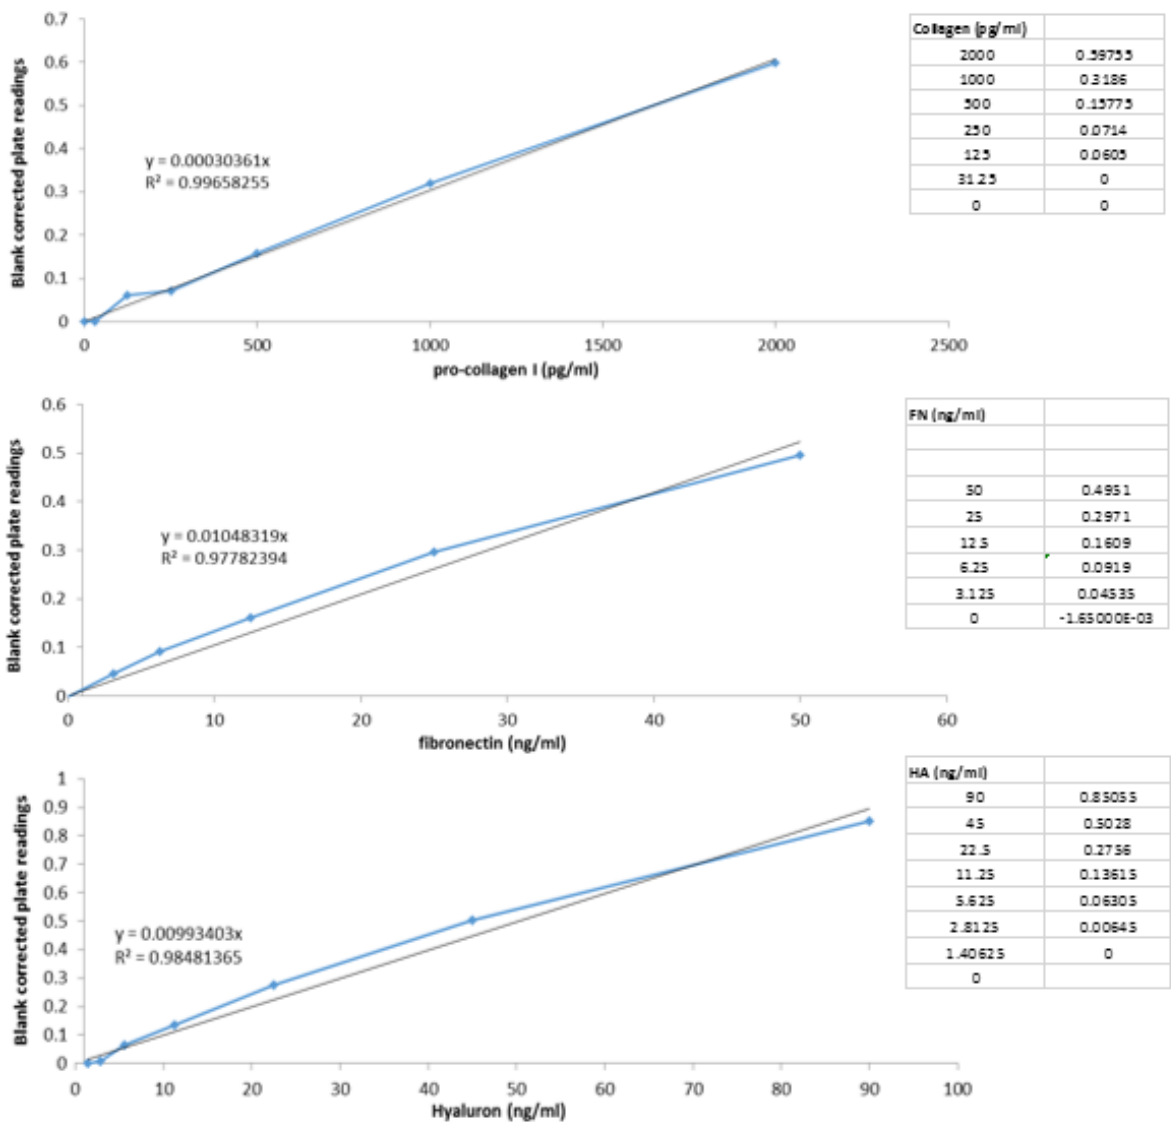 Blank corrected plate readings
0.7
0.6
0.5
0.4
0.3
0.2
0.1
0
y = 0.00030361x
R² = 0.99658255
0 500 1000 1500 2000 2500
pro-collagen I (pg/ml)
Collagen (pg/ml)
2000 0.59755
1000 0.3186
500 0.15775
250 0.0714
125 0.0605
31.25 0
0 0
Blank corrected plate readings
0.6
0.5
0.4
0.3
0.2
0.1
0
y = 0.01048319x
R² = 0.97782394
0 10 20 30 40 50 60
fibronectin (ng/ml)
FN (ng/ml)
50 0.4951
25 0.2971
12.5 0.1609
6.25 0.0919
3.125 0.04535
0 -1.65000E-03
Blank corrected plate readings
1
0.9
0.8
0.7
0.6
0.5
0.4
0.3
0.2
0.1
0
y = 0.00993403x
R² = 0.98481365
0 10 20 30 40 50 60 70 80 90 100
Hyaluron (ng/ml)
HA (ng/ml)
90 0.85055
45 0.5028
22.5 0.2756
11.25 0.13615
5.625 0.06305
2.8125 0.00645
1.40625 0
0